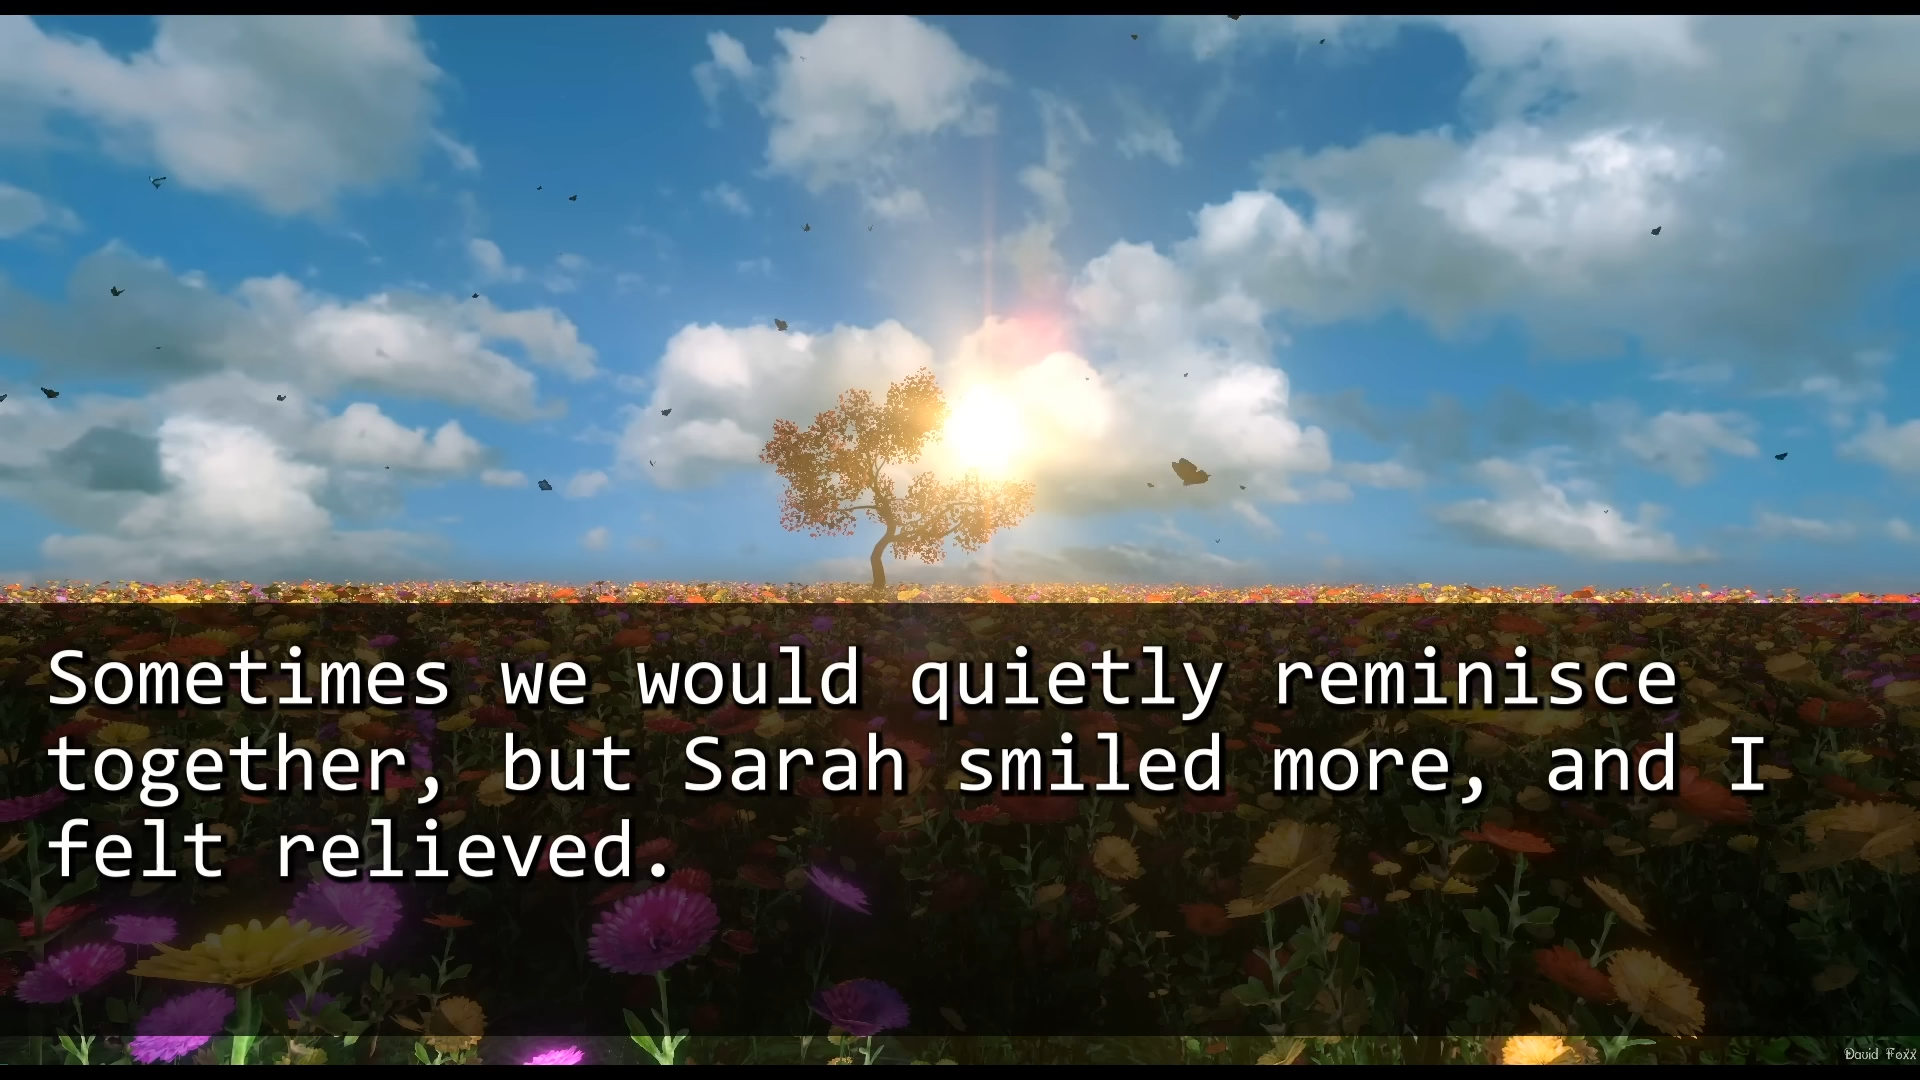 Sometimes we would quietly reminisce
together, but Sarah smiled more, and I
felt relieved.
David Foxx